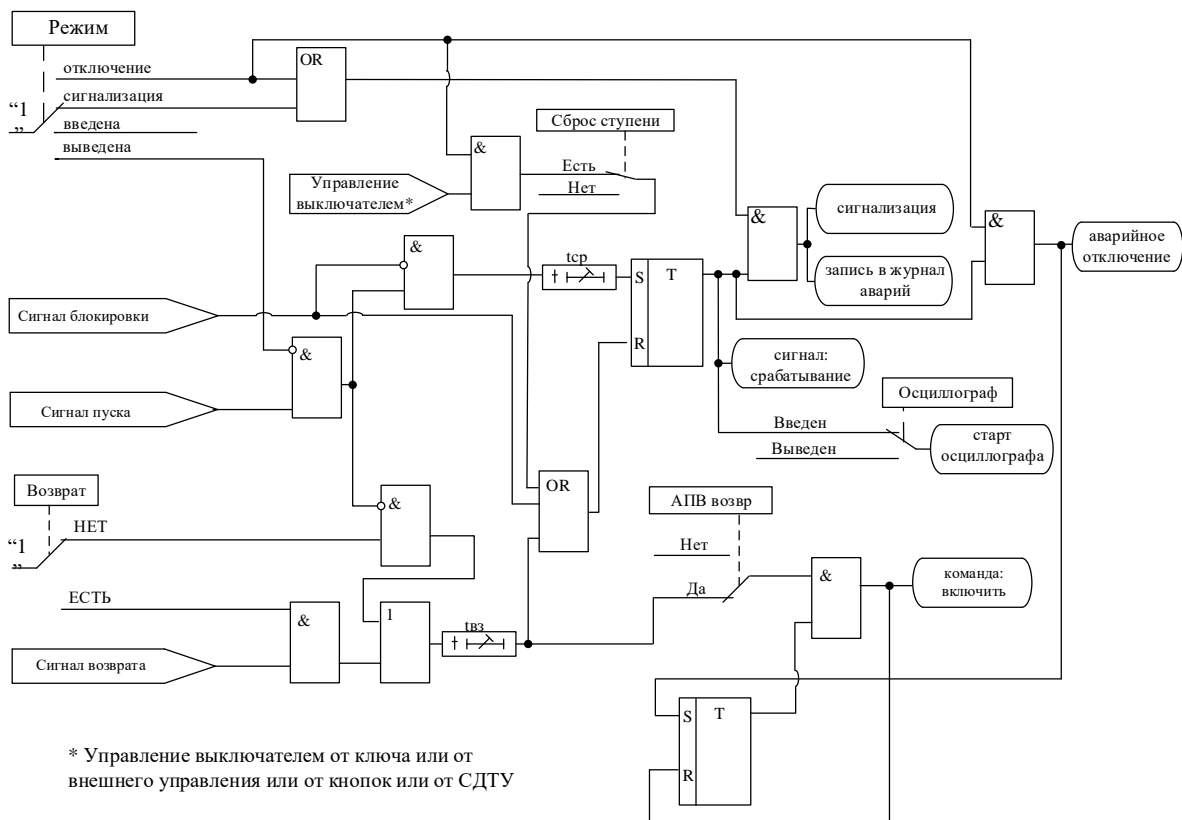 Режим
отключение
OR
сигнализация
“1
”
введена
выведена
Сброс ступени
&
Есть
Нет
Управление
выключателем*
&
сигнализация
&
аварийное
отключение
&
tср
запись в журнал
аварий
S
T
R
Сигнал блокировки
&
сигнал:
срабатывание
Сигнал пуска
Осциллограф
Введен
Выведен
старт
осциллографа
Возврат
&
OR
АПВ возвр
НЕТ
“1
”
Нет
ЕСТЬ
Да
&
команда:
включить
&
1
tвз
Сигнал возврата
S
T
R
* Управление выключателем от ключа или от
внешнего управления или от кнопок или от СДТУ